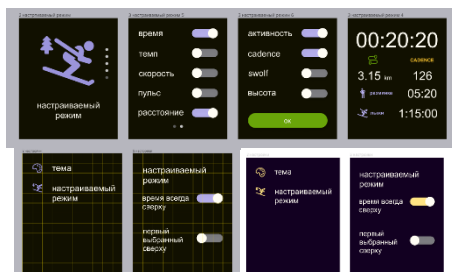 настраиваемый
режим
время
темп
скорость
пульс
расстояние
активность
cadence
swolf
высота
ок
00:20:20
CADENCE
3.15 km 126
разминка 05:20
лыжи 1:15:00
тема
настраиваемый
режим
настраиваемый
режим
время всегда
сверху
первый
выбранный
сверху
тема
настраиваемый
режим
настраиваемый
режим
время всегда
сверху
первый
выбранный
сверху